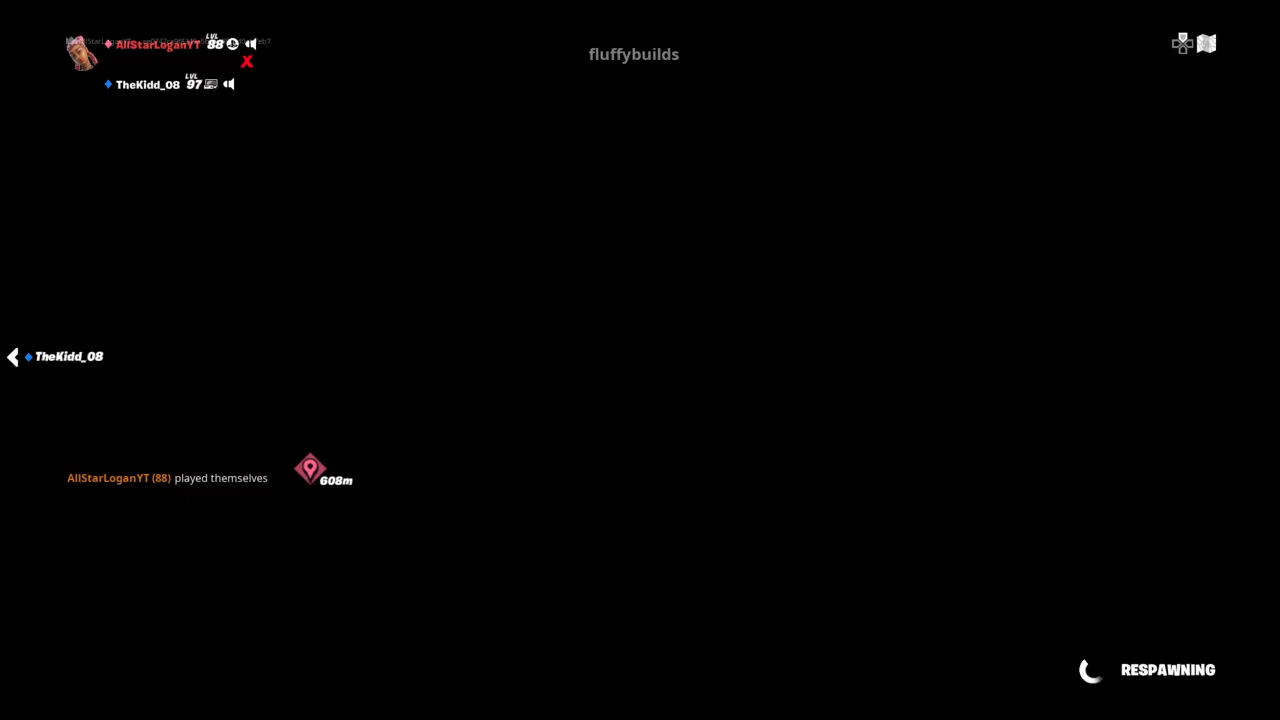 LVL
AllStarLoganYT 88
X
LVL
TheKidd_08 97
fluffybuilds
TheKidd_08
AllStarLoganYT (88) played themselves
608m
RESPAWNING